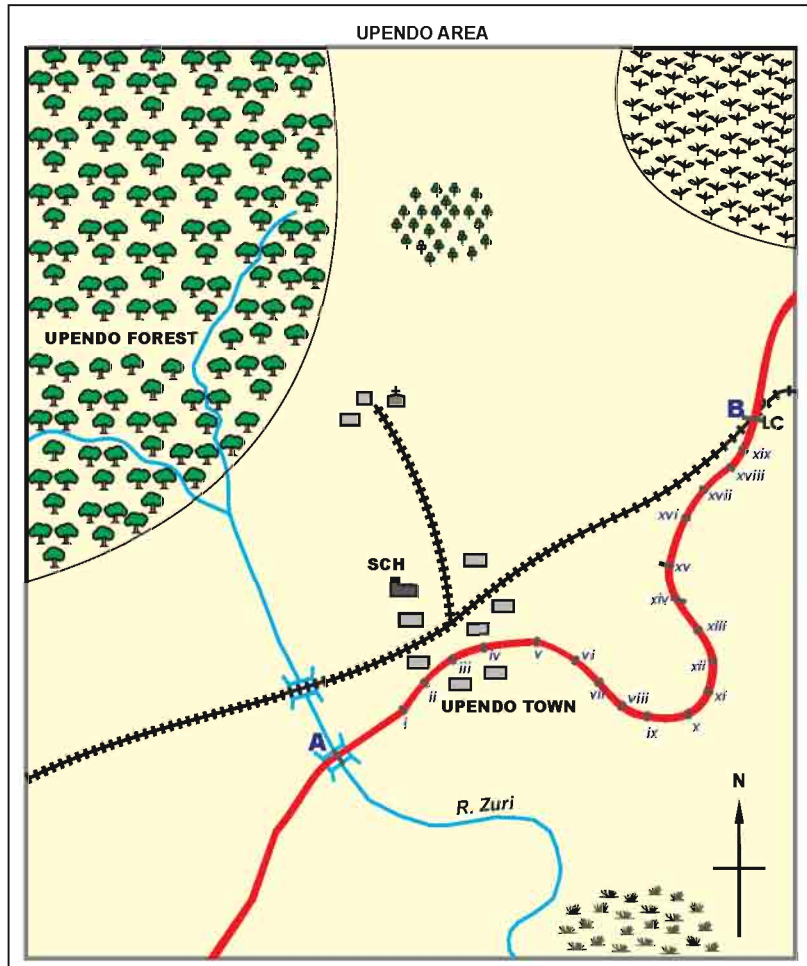 UPENDO AREA
UPENDO FOREST
B
LC
xix
xviii
xvii
xvi
xv
SCH
xiv
xiii
iv
v
vi
iii
xii
ii
vii
UPENDO TOWN
viii
xi
i
ix
x
A
N
R. Zuri